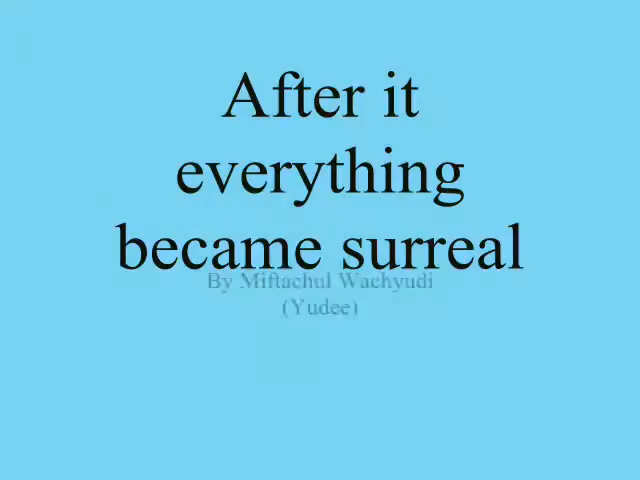 After it
everything
became surreal
By Miftachul Wachyudi
(Yudee)